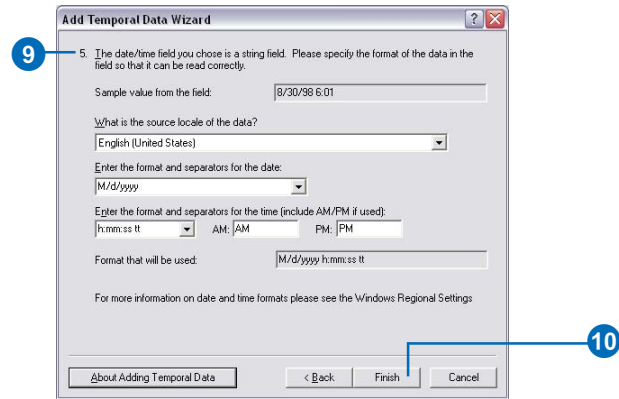 Add Temporal Data Wizard
9
5. The date/time field you chose is a string field. Please specify the format of the data in the
field so that it can be read correctly.
Sample value from the field: 8/30/98 6:01
What is the source locale of the data?
English (United States)
Enter the format and separators for the date:
M/d/yyyy
Enter the format and separators for the time (include AM/PM if used):
h:mm:ss tt AM: AM PM: PM
Format that will be used: M/d/yyyy h:mm:ss tt
For more information on date and time formats please see the Windows Regional Settings
10
About Adding Temporal Data < Back Finish Cancel